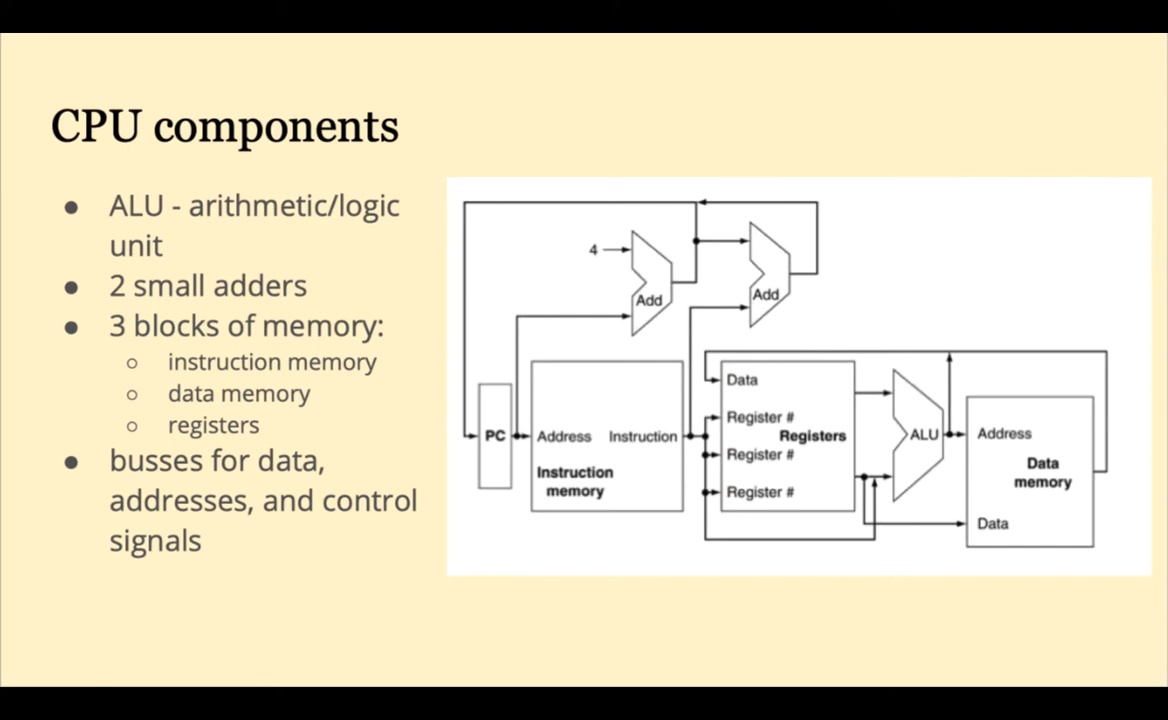 CPU components
● ALU - arithmetic/logic
unit
● 2 small adders
● 3 blocks of memory:
○ instruction memory
○ data memory
○ registers
● busses for data,
addresses, and control
signals
4
Add
Add
PC
Address Instruction
Instruction
memory
Data
Register #
Registers
Register #
Register #
ALU
Address
Data
memory
Data